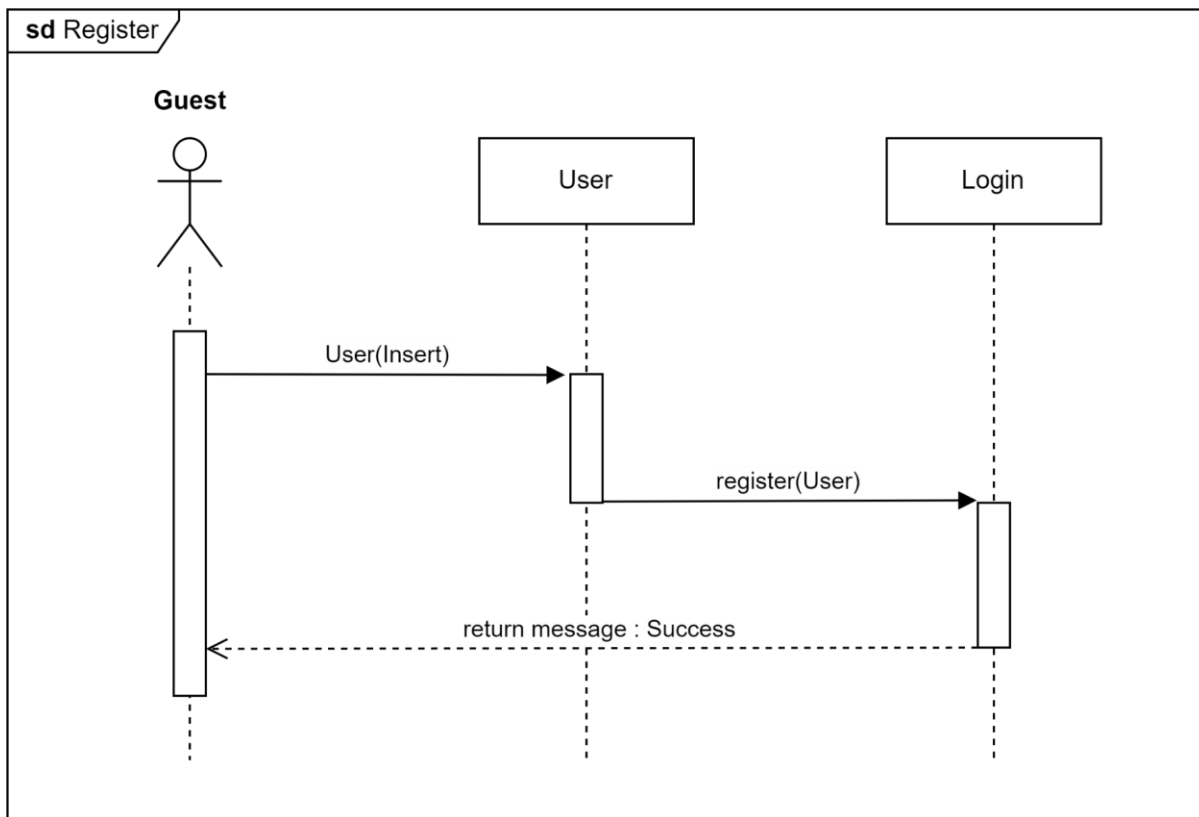 sd Register
Guest
User
Login
User(Insert)
register(User)
return message : Success